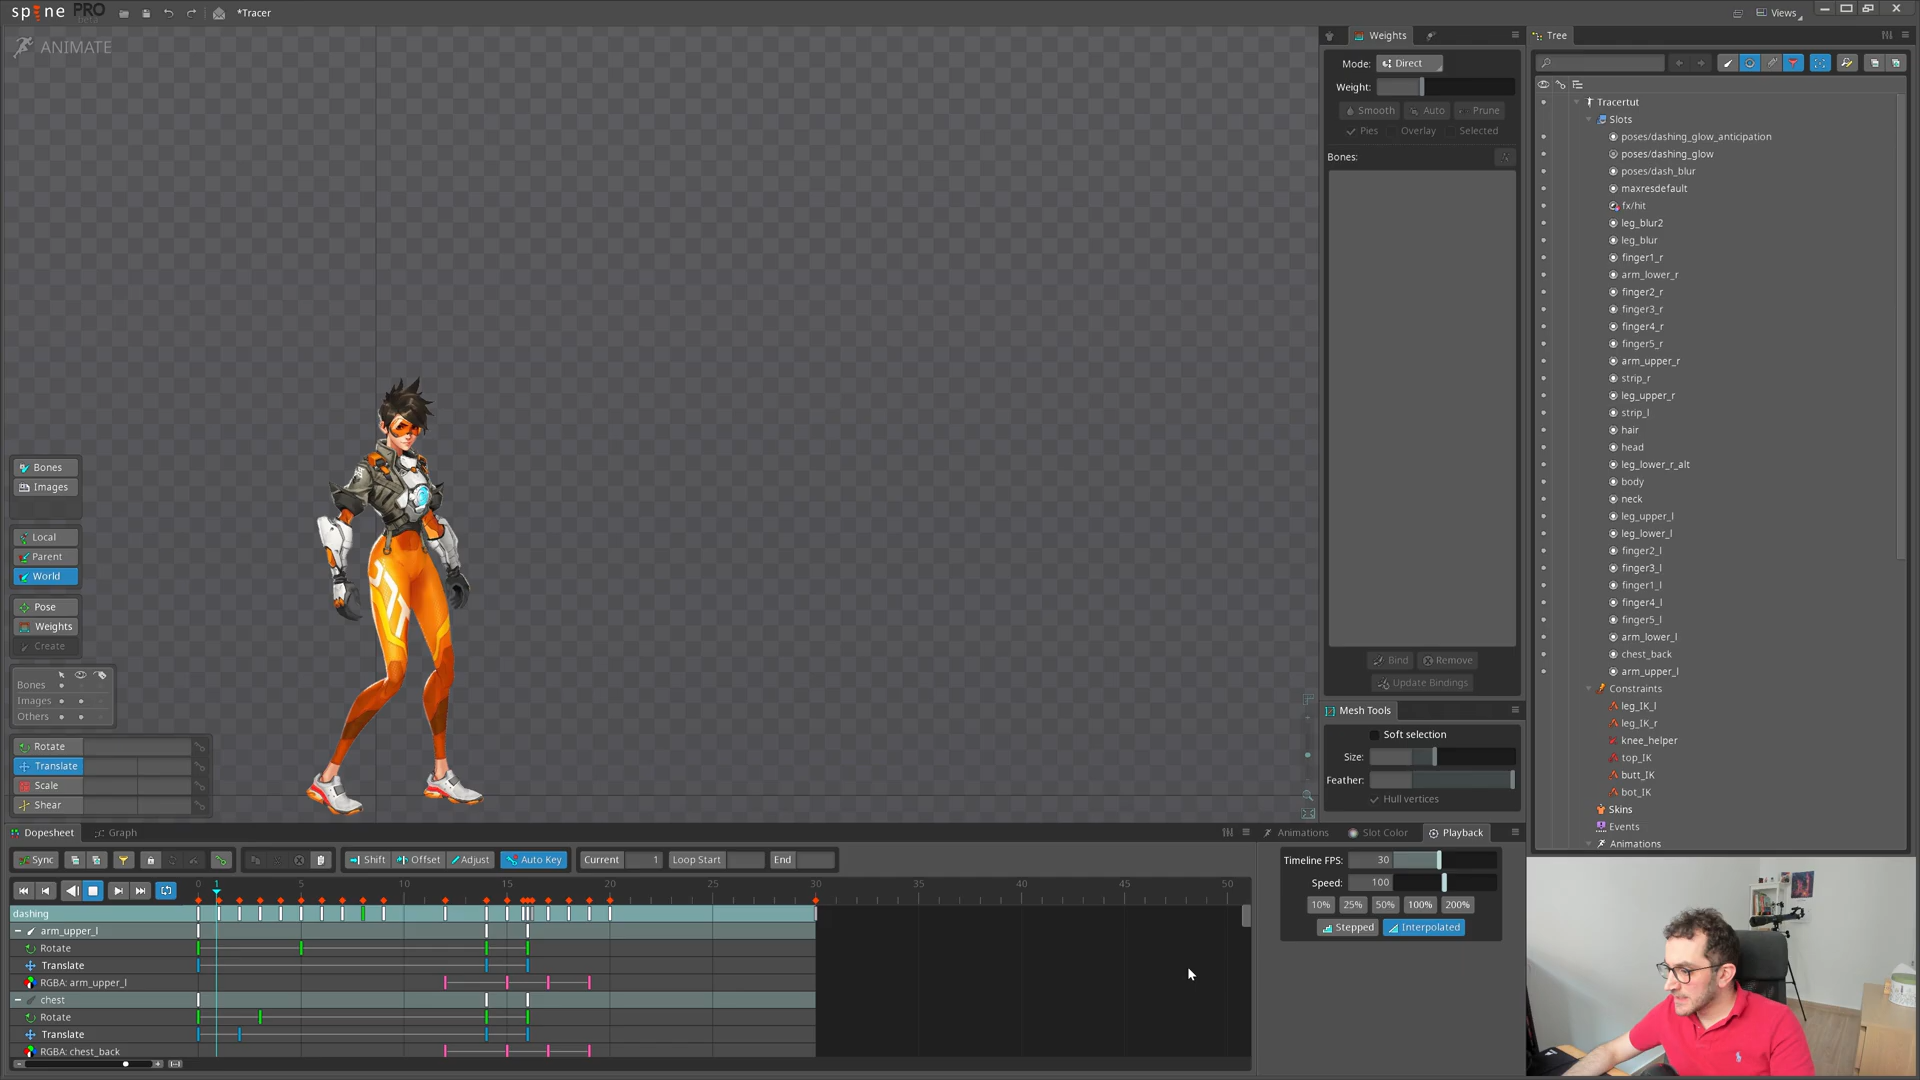 spine PRO
*Tracer
Views
ANIMATE
Bones
Images
Local
Parent
World
Pose
Weights
Create
Bones
Images
Others
Rotate
Translate
Scale
Shear
Weights
Mode: Direct
Weight:
Smooth Auto Prune
Pies Overlay Selected
Bones:
Bind Remove
Update Bindings
Mesh Tools
Soft selection
Size:
Feather:
Hull vertices
Tree
Tracertut
Slots
poses/dashing_glow_anticipation
poses/dashing_glow
poses/dash_blur
maxresdefault
fx/hit
leg_blur2
leg_blur
finger1_r
arm_lower_r
finger2_r
finger3_r
finger4_r
finger5_r
arm_upper_r
strip_r
leg_upper_r
strip_l
hair
head
leg_lower_r_alt
body
neck
leg_upper_l
leg_lower_l
finger2_l
finger3_l
finger1_l
finger4_l
finger5_l
arm_lower_l
chest_back
arm_upper_l
Constraints
leg_IK_l
leg_IK_r
knee_helper
top_IK
butt_IK
bot_IK
Skins
Events
Animations
Dopesheet Graph
Sync Shift Offset Adjust Auto Key Current 1 Loop Start End
0 1 5 10 15 20 25 30 35 40 45 50
dashing
arm_upper_l
Rotate
Translate
RGBA: arm_upper_l
chest
Rotate
Translate
RGBA: chest_back
Animations Slot Color Playback
Timeline FPS: 30
Speed: 100
10% 25% 50% 100% 200%
Stepped Interpolated